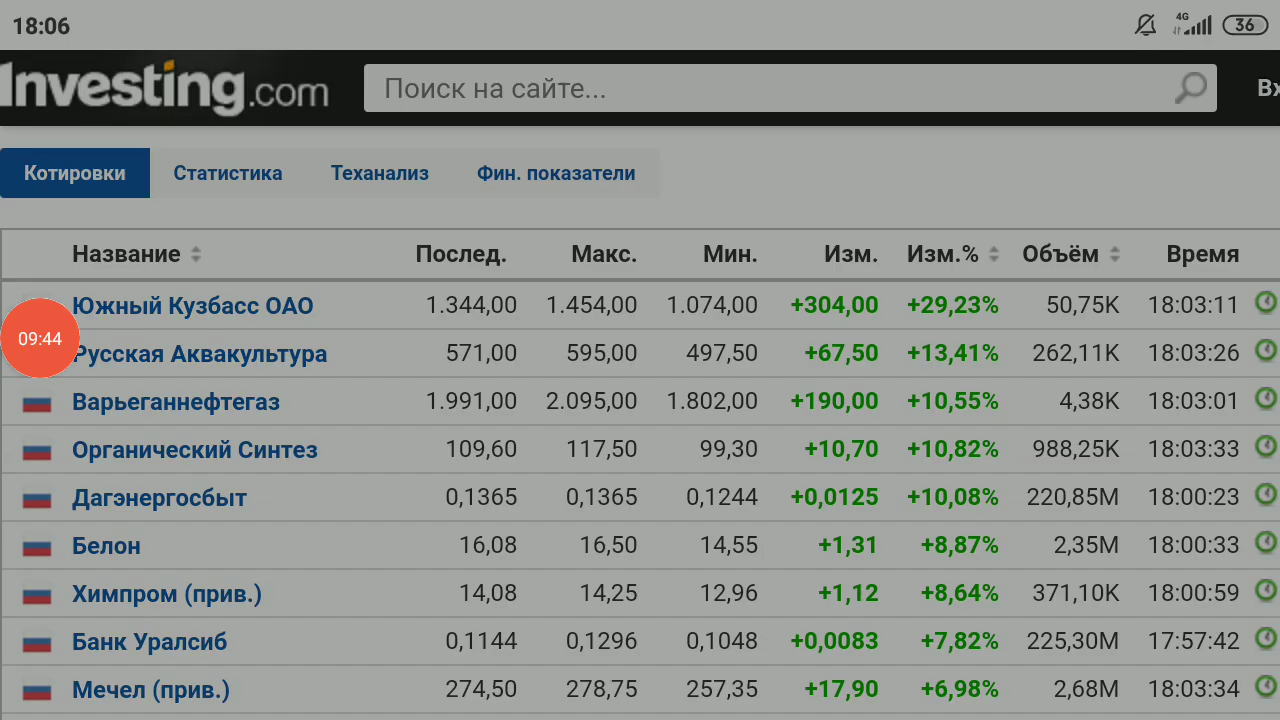 18:06 4G 36
Investing.com Поиск на сайте...
Котировки Статистика Теханализ Фин. показатели
Название Послед. Макс. Мин. Изм. Изм.% Объём Время
Южный Кузбасс ОАО 1.344,00 1.454,00 1.074,00 +304,00 +29,23% 50,75K 18:03:11
09:44
Русская Аквакультура 571,00 595,00 497,50 +67,50 +13,41% 262,11K 18:03:26
Варьеганнефтегаз 1.991,00 2.095,00 1.802,00 +190,00 +10,55% 4,38K 18:03:01
Органический Синтез 109,60 117,50 99,30 +10,70 +10,82% 988,25K 18:03:33
Дагэнергосбыт 0,1365 0,1365 0,1244 +0,0125 +10,08% 220,85M 18:00:23
Белон 16,08 16,50 14,55 +1,31 +8,87% 2,35M 18:00:33
Химпром (прив.) 14,08 14,25 12,96 +1,12 +8,64% 371,10K 18:00:59
Банк Уралсиб 0,1144 0,1296 0,1048 +0,0083 +7,82% 225,30M 17:57:42
Мечел (прив.) 274,50 278,75 257,35 +17,90 +6,98% 2,68M 18:03:34